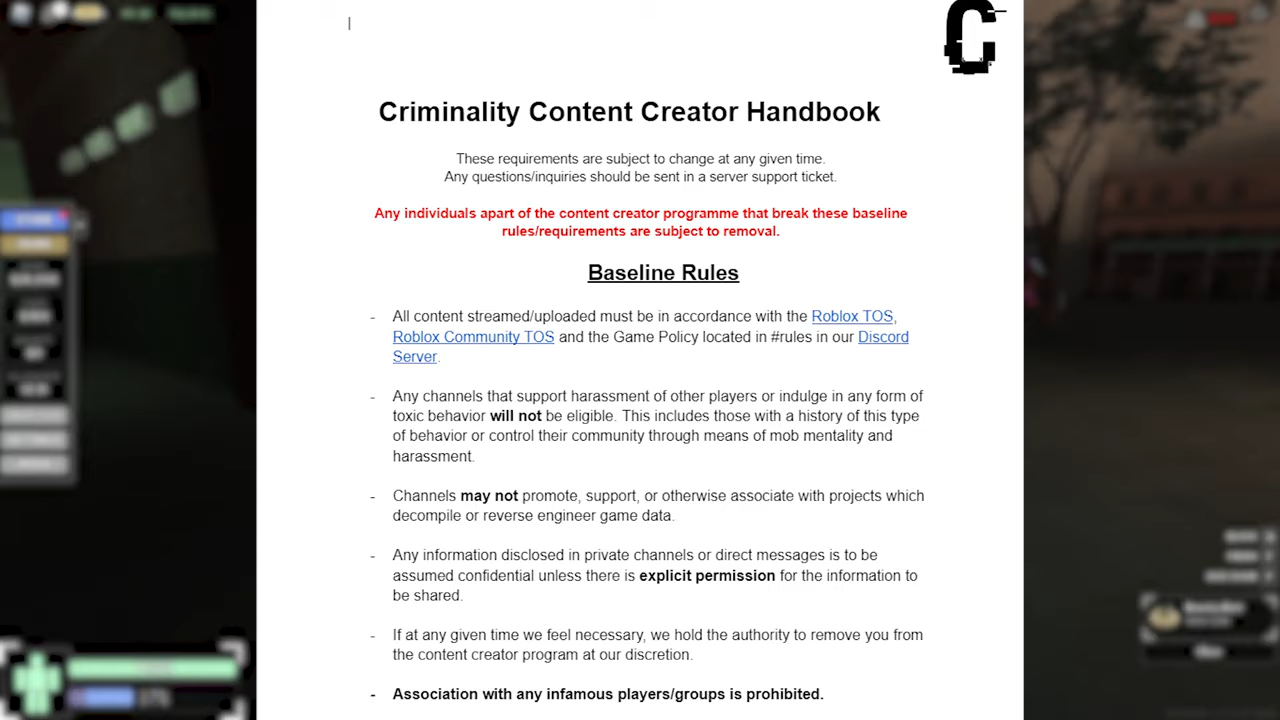 Criminality Content Creator Handbook
These requirements are subject to change at any given time.
Any questions/inquiries should be sent in a server support ticket.
Any individuals apart of the content creator programme that break these baseline
rules/requirements are subject to removal.
Baseline Rules
- All content streamed/uploaded must be in accordance with the Roblox TOS,
Roblox Community TOS and the Game Policy located in #rules in our Discord
Server.
- Any channels that support harassment of other players or indulge in any form of
toxic behavior will not be eligible. This includes those with a history of this type
of behavior or control their community through means of mob mentality and
harassment.
- Channels may not promote, support, or otherwise associate with projects which
decompile or reverse engineer game data.
- Any information disclosed in private channels or direct messages is to be
assumed confidential unless there is explicit permission for the information to
be shared.
- If at any given time we feel necessary, we hold the authority to remove you from
the content creator program at our discretion.
- Association with any infamous players/groups is prohibited.